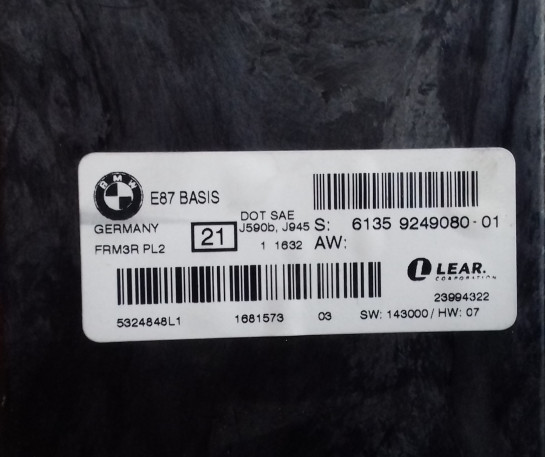 BMW
E87 BASIS
GERMANY
FRM3R PL2
21
DOT SAE
J590b, J945
1 1632
S: 6135 9249080-01
AW:
LEAR.
CORPORATION
23994322
5324848L1 1681573 03 SW: 143000/HW: 07